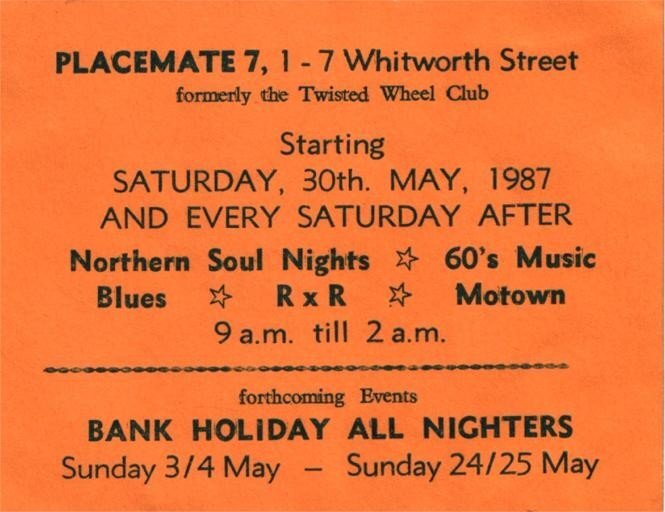 PLACEMATE 7, 1 - 7 Whitworth Street
formerly the Twisted Wheel Club
Starting
SATURDAY, 30th. MAY, 1987
AND EVERY SATURDAY AFTER
Northern Soul Nights ☆ 60's Music
Blues ☆ R x R ☆ Motown
9 a.m. till 2 a.m.
forthcoming Events
BANK HOLIDAY ALL NIGHTERS
Sunday 3/4 May – Sunday 24/25 May